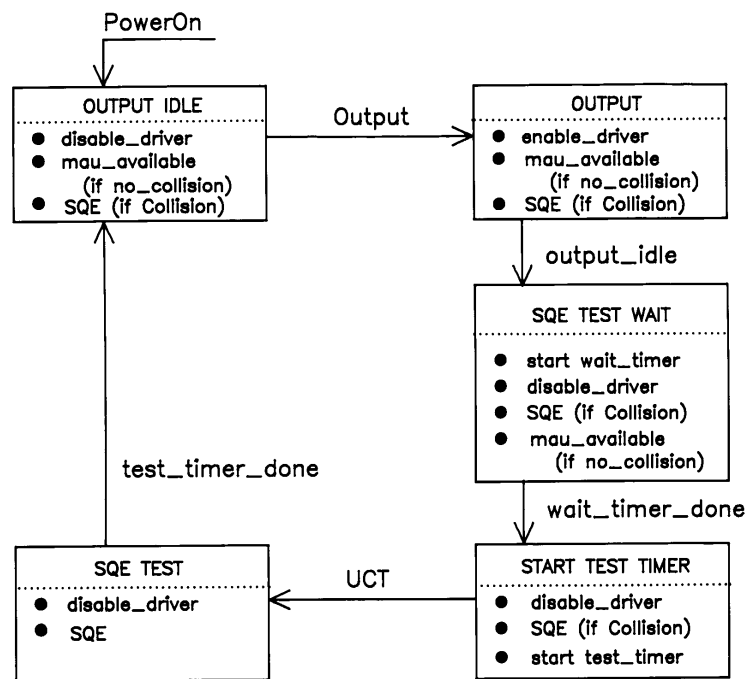 PowerOn
OUTPUT IDLE
● disable_driver
● mau_available
(if no_collision)
● SQE (if Collision)
Output
OUTPUT
● enable_driver
● mau_available
(if no_collision)
● SQE (if Collision)
output_idle
SQE TEST WAIT
● start wait_timer
● disable_driver
● SQE (if Collision)
● mau_available
(if no_collision)
wait_timer_done
START TEST TIMER
● disable_driver
● SQE (if Collision)
● start test_timer
UCT
SQE TEST
● disable_driver
● SQE
test_timer_done